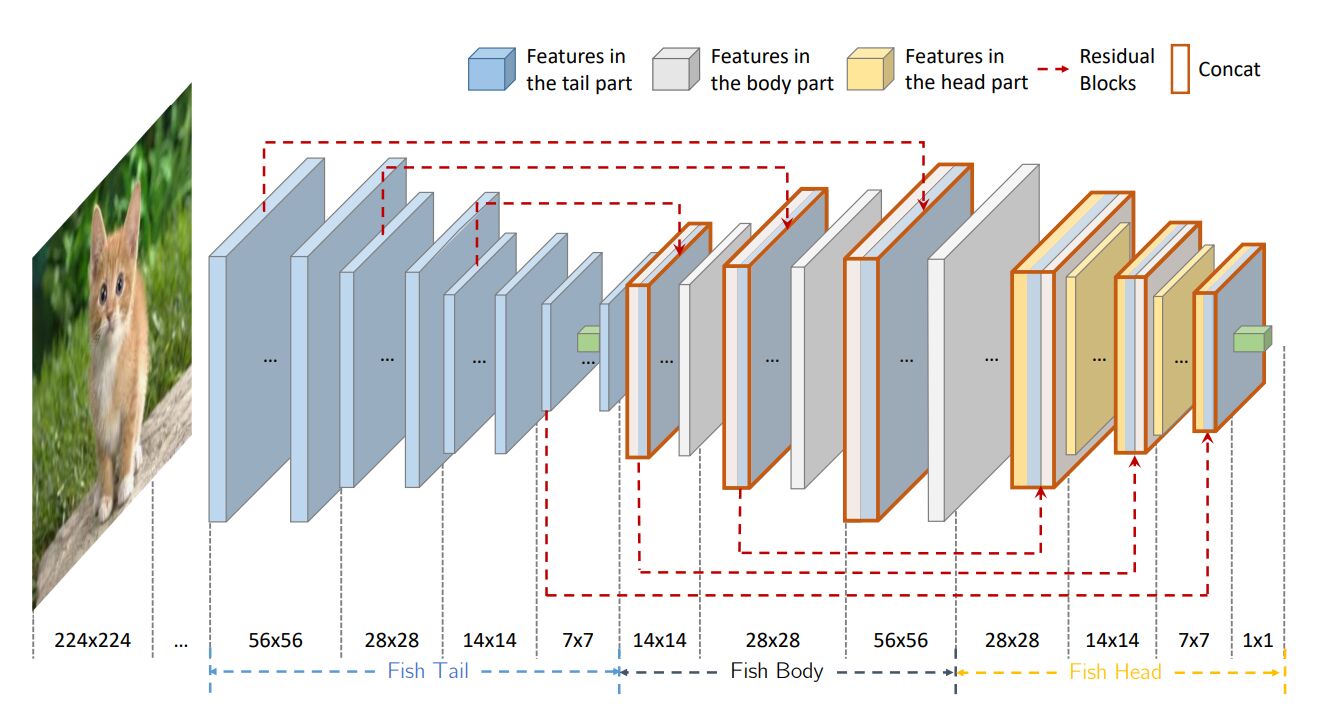 Features in
the tail part
Features in
the body part
Features in
the head part
Residual
Blocks
Concat
...
...
...
...
...
...
...
...
...
...
224x224
...
56x56
28x28
14x14
7x7
14x14
28x28
56x56
28x28
14x14
7x7
1x1
Fish Tail
Fish Body
Fish Head